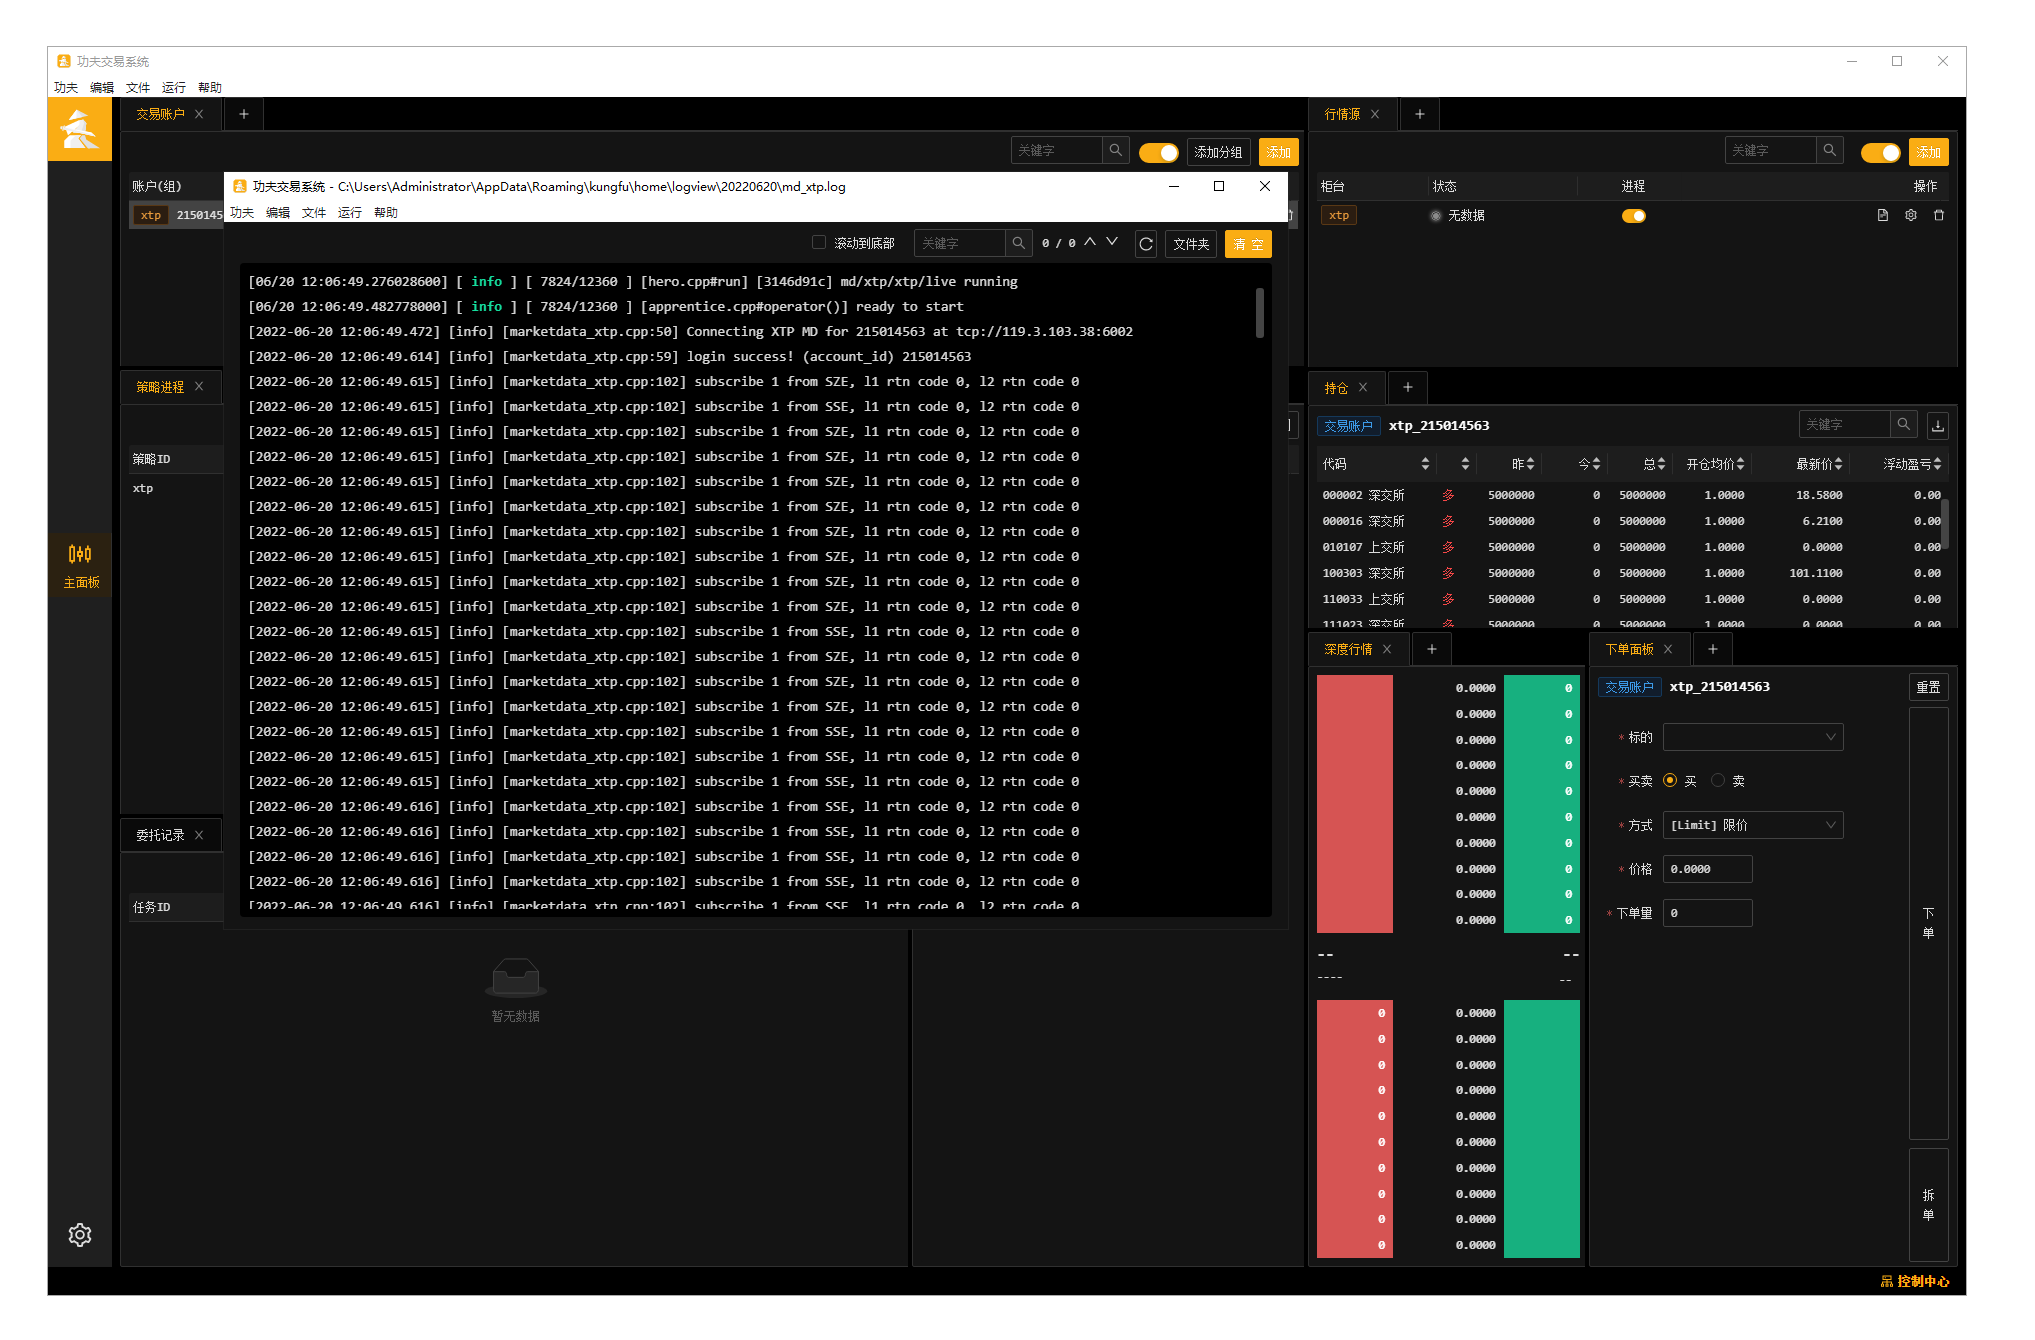 功夫交易系统
功夫 编辑 文件 运行 帮助
交易账户
行情源
关键字 添加分组 添加
关键字 添加
账户(组)
xtp 2150145
柜台 状态 进程 操作
xtp 无数据
功夫交易系统 - C:\Users\Administrator\AppData\Roaming\kungfu\home\logview\20220620\md_xtp.log
功夫 编辑 文件 运行 帮助
滚动到底部 关键字 0 / 0 文件夹 清 空
[06/20 12:06:49.276028600] [ info ] [ 7824/12360 ] [hero.cpp#run] [3146d91c] md/xtp/xtp/live running
[06/20 12:06:49.482778000] [ info ] [ 7824/12360 ] [apprentice.cpp#operator()] ready to start
[2022-06-20 12:06:49.472] [info] [marketdata_xtp.cpp:50] Connecting XTP MD for 215014563 at tcp://119.3.103.38:6002
[2022-06-20 12:06:49.614] [info] [marketdata_xtp.cpp:59] login success! (account_id) 215014563
[2022-06-20 12:06:49.615] [info] [marketdata_xtp.cpp:102] subscribe 1 from SZE, l1 rtn code 0, l2 rtn code 0
[2022-06-20 12:06:49.615] [info] [marketdata_xtp.cpp:102] subscribe 1 from SSE, l1 rtn code 0, l2 rtn code 0
[2022-06-20 12:06:49.615] [info] [marketdata_xtp.cpp:102] subscribe 1 from SZE, l1 rtn code 0, l2 rtn code 0
[2022-06-20 12:06:49.615] [info] [marketdata_xtp.cpp:102] subscribe 1 from SZE, l1 rtn code 0, l2 rtn code 0
[2022-06-20 12:06:49.615] [info] [marketdata_xtp.cpp:102] subscribe 1 from SZE, l1 rtn code 0, l2 rtn code 0
[2022-06-20 12:06:49.615] [info] [marketdata_xtp.cpp:102] subscribe 1 from SZE, l1 rtn code 0, l2 rtn code 0
[2022-06-20 12:06:49.615] [info] [marketdata_xtp.cpp:102] subscribe 1 from SZE, l1 rtn code 0, l2 rtn code 0
[2022-06-20 12:06:49.615] [info] [marketdata_xtp.cpp:102] subscribe 1 from SZE, l1 rtn code 0, l2 rtn code 0
[2022-06-20 12:06:49.615] [info] [marketdata_xtp.cpp:102] subscribe 1 from SZE, l1 rtn code 0, l2 rtn code 0
[2022-06-20 12:06:49.615] [info] [marketdata_xtp.cpp:102] subscribe 1 from SZE, l1 rtn code 0, l2 rtn code 0
[2022-06-20 12:06:49.615] [info] [marketdata_xtp.cpp:102] subscribe 1 from SSE, l1 rtn code 0, l2 rtn code 0
[2022-06-20 12:06:49.615] [info] [marketdata_xtp.cpp:102] subscribe 1 from SZE, l1 rtn code 0, l2 rtn code 0
[2022-06-20 12:06:49.615] [info] [marketdata_xtp.cpp:102] subscribe 1 from SZE, l1 rtn code 0, l2 rtn code 0
[2022-06-20 12:06:49.615] [info] [marketdata_xtp.cpp:102] subscribe 1 from SZE, l1 rtn code 0, l2 rtn code 0
[2022-06-20 12:06:49.615] [info] [marketdata_xtp.cpp:102] subscribe 1 from SSE, l1 rtn code 0, l2 rtn code 0
[2022-06-20 12:06:49.615] [info] [marketdata_xtp.cpp:102] subscribe 1 from SSE, l1 rtn code 0, l2 rtn code 0
[2022-06-20 12:06:49.615] [info] [marketdata_xtp.cpp:102] subscribe 1 from SSE, l1 rtn code 0, l2 rtn code 0
[2022-06-20 12:06:49.616] [info] [marketdata_xtp.cpp:102] subscribe 1 from SSE, l1 rtn code 0, l2 rtn code 0
[2022-06-20 12:06:49.616] [info] [marketdata_xtp.cpp:102] subscribe 1 from SSE, l1 rtn code 0, l2 rtn code 0
[2022-06-20 12:06:49.616] [info] [marketdata_xtp.cpp:102] subscribe 1 from SSE, l1 rtn code 0, l2 rtn code 0
[2022-06-20 12:06:49.616] [info] [marketdata_xtp.cpp:102] subscribe 1 from SSE, l1 rtn code 0, l2 rtn code 0
[2022-06-20 12:06:49.616] [info] [marketdata_xtp.cpp:102] subscribe 1 from SSE, l1 rtn code 0, l2 rtn code 0
策略进程
策略ID
xtp
主面板
委托记录
任务ID
暂无数据
持仓
交易账户 xtp_215014563 关键字
代码 昨 今 总 开仓均价 最新价 浮动盈亏
000002 深交所 多 5000000 0 5000000 1.0000 18.5800 0.00
000016 深交所 多 5000000 0 5000000 1.0000 6.2100 0.00
010107 上交所 多 5000000 0 5000000 1.0000 0.0000 0.00
100303 深交所 多 5000000 0 5000000 1.0000 101.1100 0.00
110033 上交所 多 5000000 0 5000000 1.0000 0.0000 0.00
111023 深交所 多 5000000 0 5000000 1.0000 0.0000 0.00
深度行情
0.0000 0
0.0000 0
0.0000 0
0.0000 0
0.0000 0
0.0000 0
0.0000 0
0.0000 0
0.0000 0
0.0000 0
-- --
---- --
0 0.0000
0 0.0000
0 0.0000
0 0.0000
0 0.0000
0 0.0000
0 0.0000
0 0.0000
0 0.0000
0 0.0000
下单面板
交易账户 xtp_215014563 重置
* 标的
* 买卖 买 卖
* 方式 [Limit] 限价
* 价格 0.0000
* 下单量 0
下
单
拆
单
控制中心